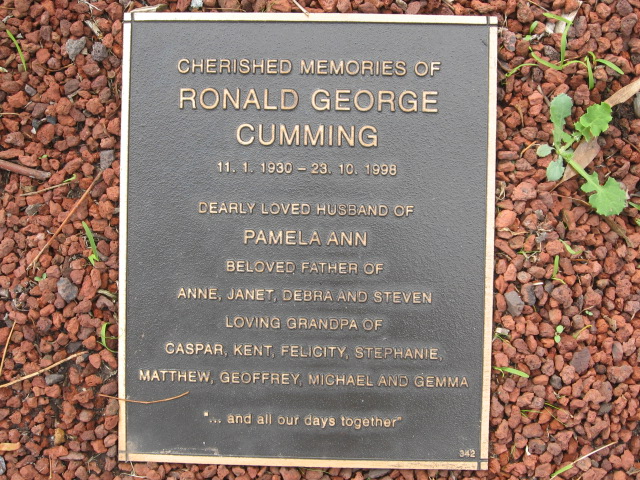 CHERISHED MEMORIES OF
RONALD GEORGE
CUMMING
11. 1. 1930 – 23. 10. 1998
DEARLY LOVED HUSBAND OF
PAMELA ANN
BELOVED FATHER OF
ANNE, JANET, DEBRA AND STEVEN
LOVING GRANDPA OF
CASPAR, KENT, FELICITY, STEPHANIE,
MATTHEW, GEOFFREY, MICHAEL AND GEMMA
"... and all our days together"
342